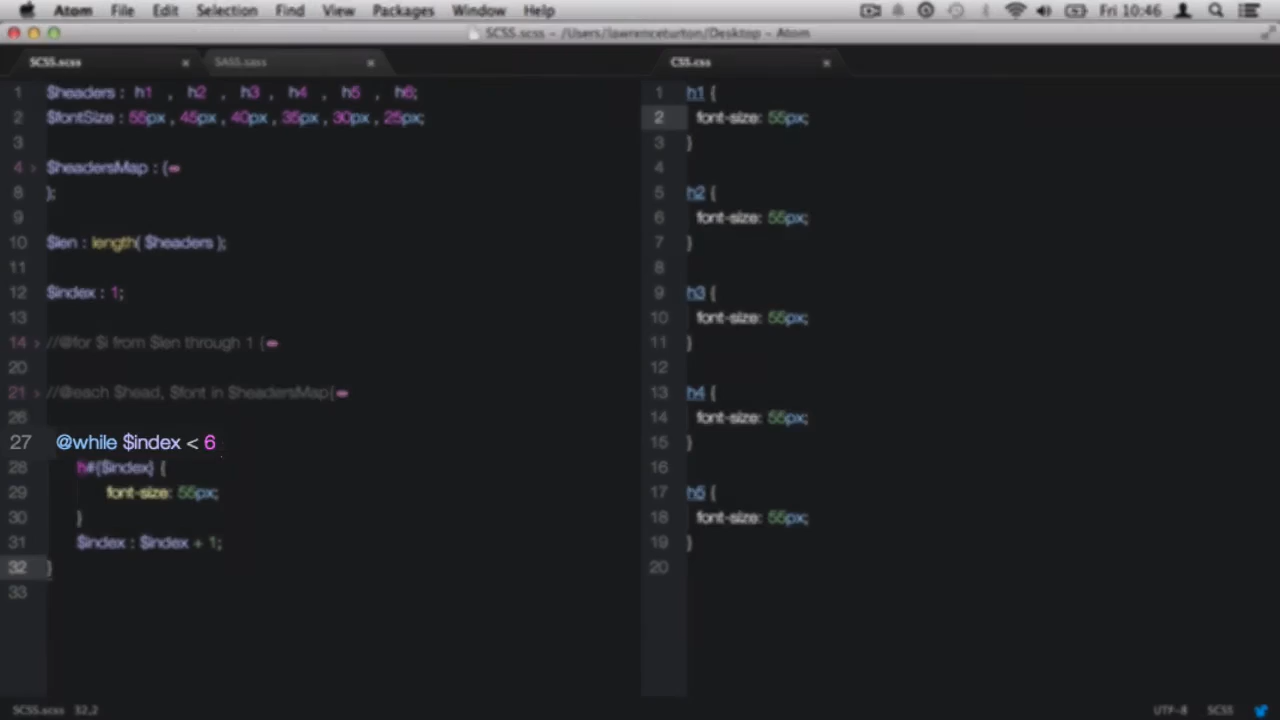 Atom File Edit Selection Find View Packages Window Help Fri 10:46
SCSS.scss - /Users/lawrenceturton/Desktop - Atom
SCSS.scss SASS.sass CSS.css
1 $headers : h1 , h2 , h3 , h4 , h5 , h6;
2 $fontSize : 55px , 45px , 40px , 35px , 30px , 25px;
3
4 $headersMap : (
8 );
9
10 $len : length( $headers );
11
12 $index : 1;
13
14 //@for $i from $len through 1 {
20
21 //@each $head, $font in $headersMap{
26
27 @while $index < 6
28 h#{$index} {
29 font-size: 55px;
30 }
31 $index : $index + 1;
32 }
33
1 h1 {
2 font-size: 55px;
3 }
4
5 h2 {
6 font-size: 55px;
7 }
8
9 h3 {
10 font-size: 55px;
11 }
12
13 h4 {
14 font-size: 55px;
15 }
16
17 h5 {
18 font-size: 55px;
19 }
20
SCSS.scss 32,2 UTF-8 SCSS